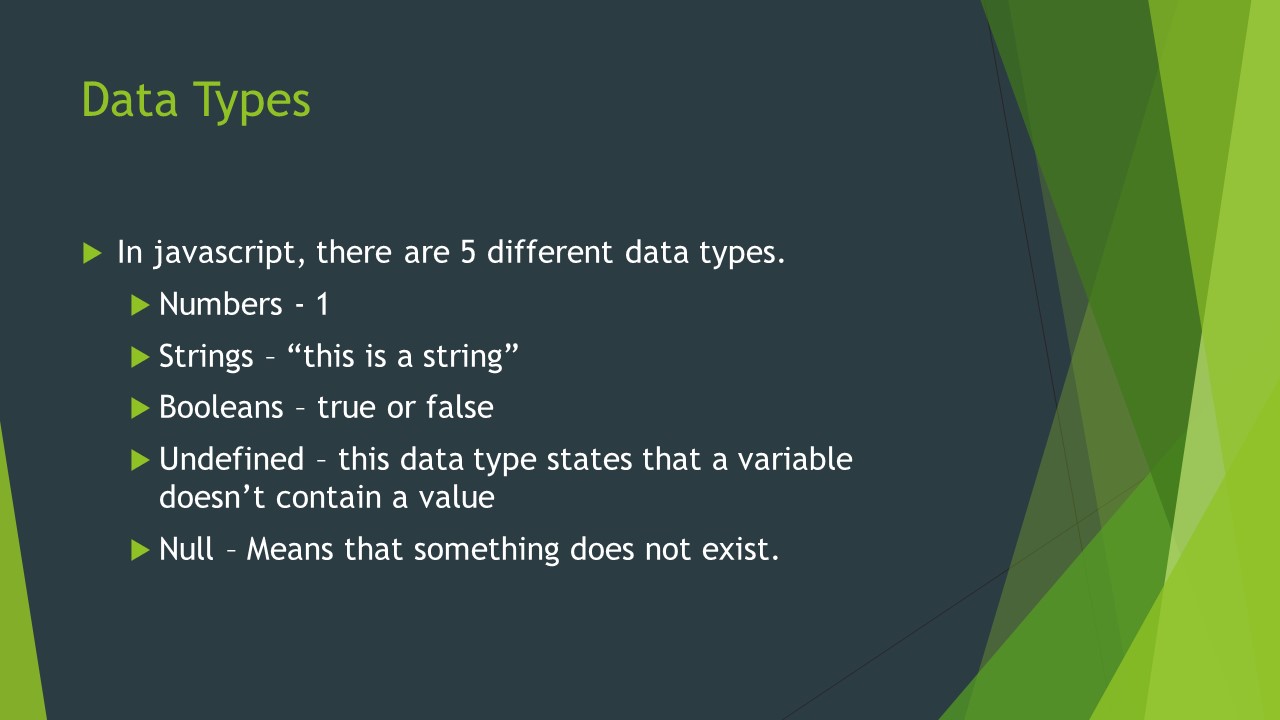 Data Types
In javascript, there are 5 different data types.
Numbers - 1
Strings – “this is a string”
Booleans – true or false
Undefined – this data type states that a variable
doesn’t contain a value
Null – Means that something does not exist.